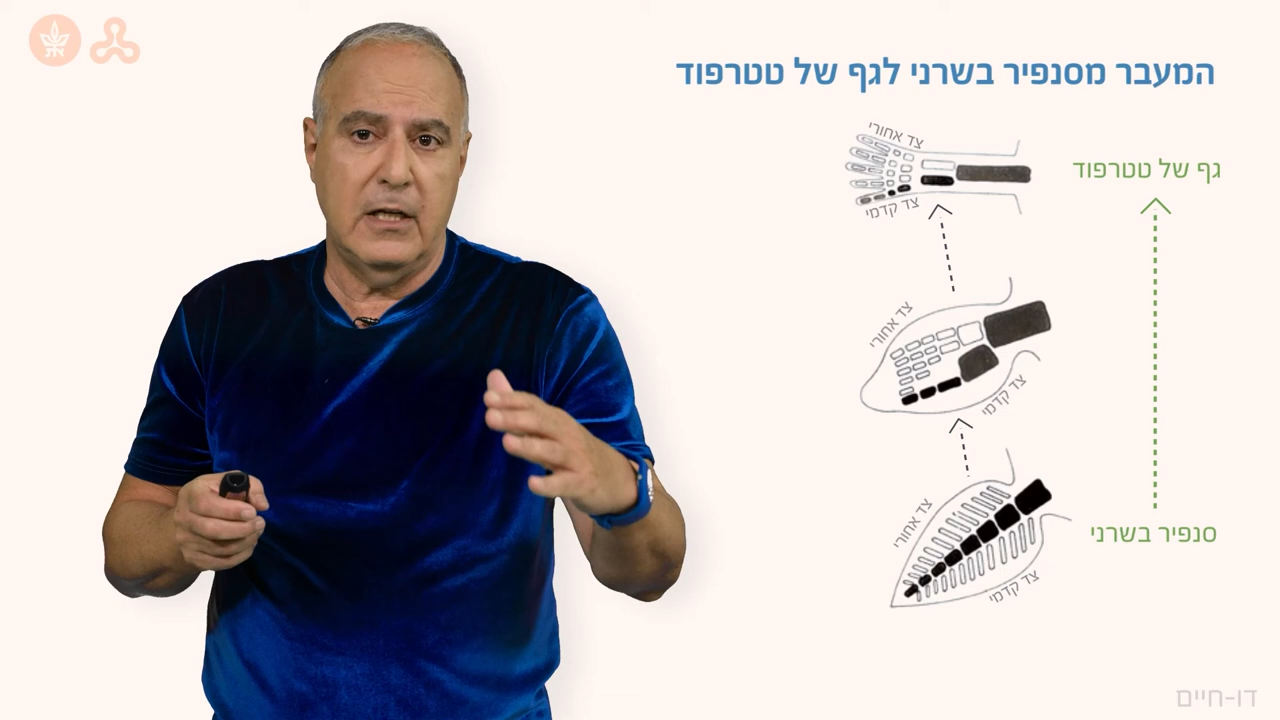 המעבר מסנפיר בשרני לגף של טטרפוד
צד אחורי
גף של טטרפוד
צד קדמי
צד אחורי
צד קדמי
צד אחורי
סנפיר בשרני
צד קדמי
דו-חיים